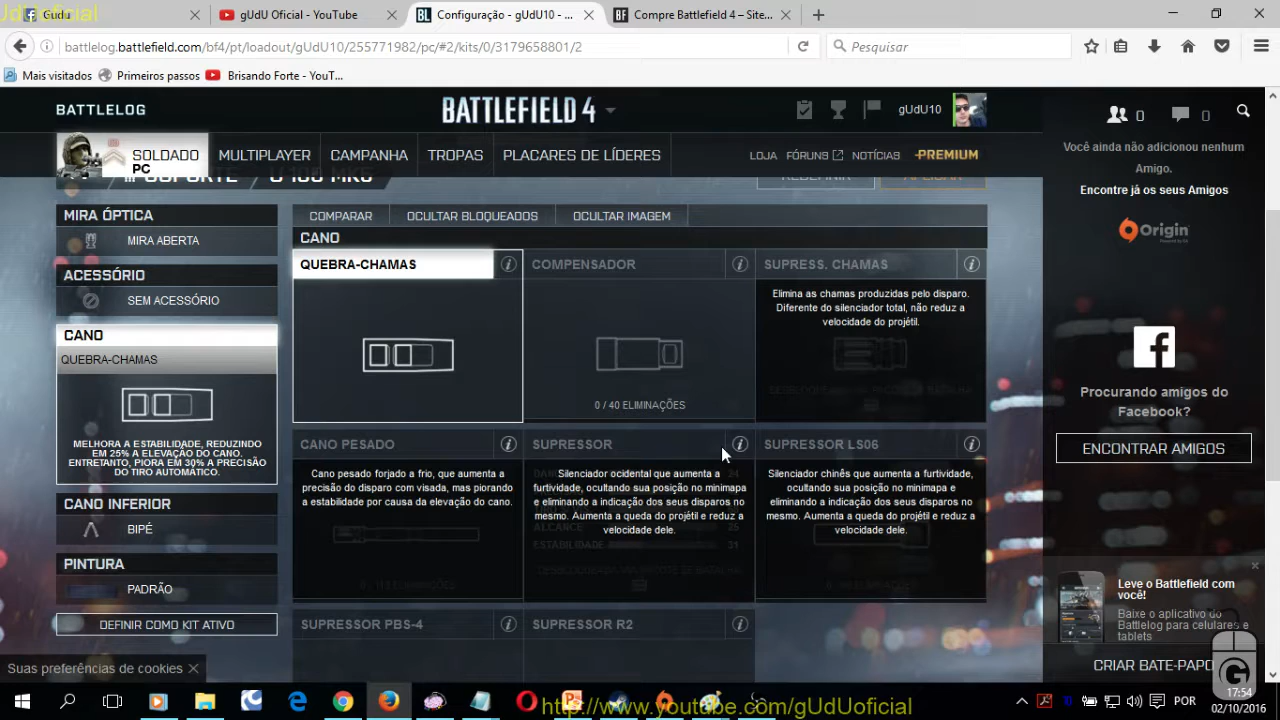 Gudu
gUdU Oficial - YouTube
Configuração - gUdU10 - ...
Compre Battlefield 4 – Site...
UdUoficial
battlelog.battlefield.com/bf4/pt/loadout/gUdU10/255771982/pc/#2/kits/0/3179658801/2
Pesquisar
Mais visitados
Primeiros passos
Brisando Forte - YouT...
BATTLELOG
BATTLEFIELD 4
gUdU10
0
0
SOLDADO
PC
MULTIPLAYER
CAMPANHA
TROPAS
PLACARES DE LÍDERES
LOJA
FÓRUNS
NOTÍCIAS
PREMIUM
Você ainda não adicionou nenhum
Amigo.
Encontre já os seus Amigos
Origin
MIRA ÓPTICA
MIRA ABERTA
ACESSÓRIO
SEM ACESSÓRIO
CANO
QUEBRA-CHAMAS
MELHORA A ESTABILIDADE, REDUZINDO
EM 25% A ELEVAÇÃO DO CANO,
ENTRETANTO, PIORA EM 30% A PRECISÃO
DO TIRO AUTOMÁTICO.
CANO INFERIOR
BIPÉ
PINTURA
PADRÃO
DEFINIR COMO KIT ATIVO
COMPARAR
OCULTAR BLOQUEADOS
OCULTAR IMAGEM
CANO
QUEBRA-CHAMAS
COMPENSADOR
0 / 40 ELIMINAÇÕES
SUPRESS. CHAMAS
Elimina as chamas produzidas pelo disparo.
Diferente do silenciador total, não reduz a
velocidade do projétil.
CANO PESADO
Cano pesado forjado a frio, que aumenta a
precisão do disparo com visada, mas piorando
a estabilidade por causa da elevação do cano.
SUPRESSOR
Silenciador ocidental que aumenta a
furtividade, ocultando sua posição no minimapa
e eliminando a indicação dos seus disparos no
mesmo. Aumenta a queda do projétil e reduz a
velocidade dele.
ALCANCE 25
ESTABILIDADE 31
SUPRESSOR LS06
Silenciador chinês que aumenta a furtividade,
ocultando sua posição no minimapa e
eliminando a indicação dos seus disparos no
mesmo. Aumenta a queda do projétil e reduz a
velocidade dele.
SUPRESSOR PBS-4
SUPRESSOR R2
Procurando amigos do
Facebook?
ENCONTRAR AMIGOS
Leve o Battlefield com
você!
Baixe o aplicativo do
Battlelog para celulares e
tablets
CRIAR BATE-PAPO
Suas preferências de cookies
http://www.youtube.com/gUdUoficial
POR
17:54
02/10/2016